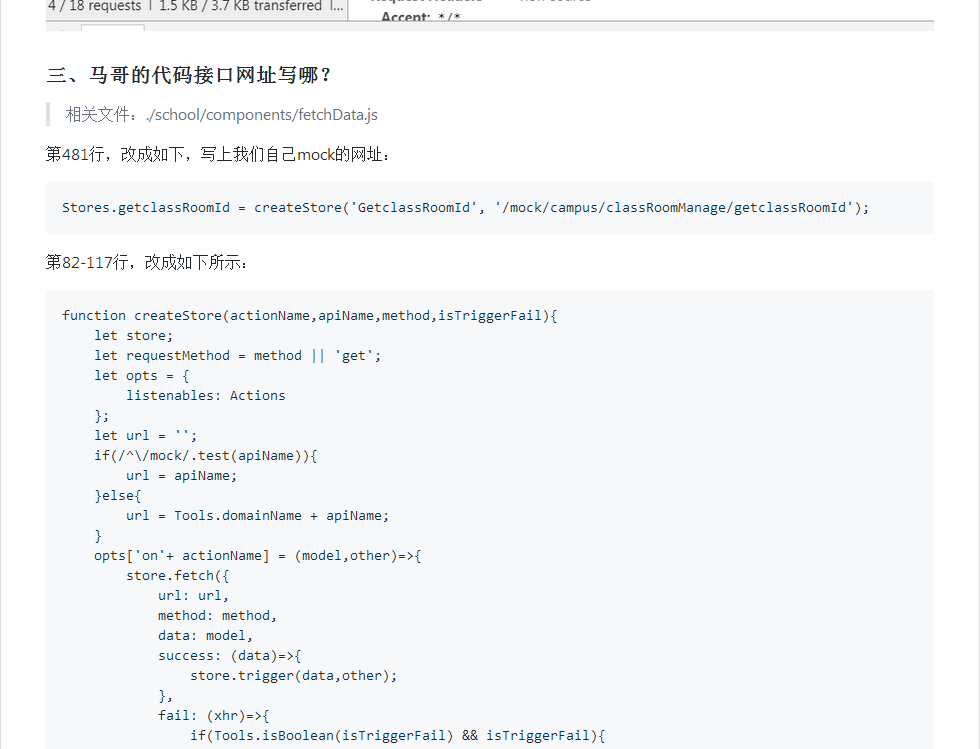 4 / 18 requests | 1.5 KB / 3.7 KB transferred | ...
Accept: */*
三、马哥的代码接口网址写哪？
相关文件：./school/components/fetchData.js
第481行，改成如下，写上我们自己mock的网址：
Stores.getclassRoomId = createStore('GetclassRoomId', '/mock/campus/classRoomManage/getclassRoomId');
第82-117行，改成如下所示：
function createStore(actionName,apiName,method,isTriggerFail){
    let store;
    let requestMethod = method || 'get';
    let opts = {
        listenables: Actions
    };
    let url = '';
    if(/^\/mock/.test(apiName)){
        url = apiName;
    }else{
        url = Tools.domainName + apiName;
    }
    opts['on'+ actionName] = (model,other)=>{
        store.fetch({
            url: url,
            method: method,
            data: model,
            success: (data)=>{
                store.trigger(data,other);
            },
            fail: (xhr)=>{
                if(Tools.isBoolean(isTriggerFail) && isTriggerFail){